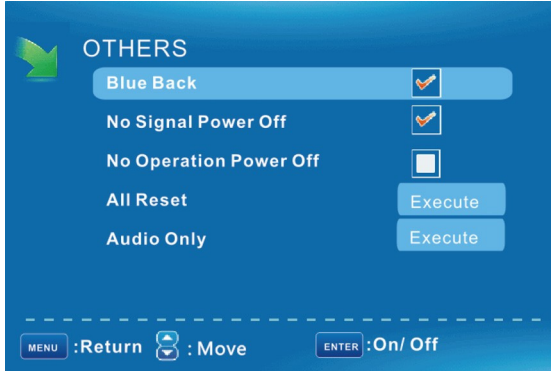 OTHERS
Blue Back
No Signal Power Off
No Operation Power Off
All Reset Execute
Audio Only Execute
MENU :Return : Move ENTER :On/ Off